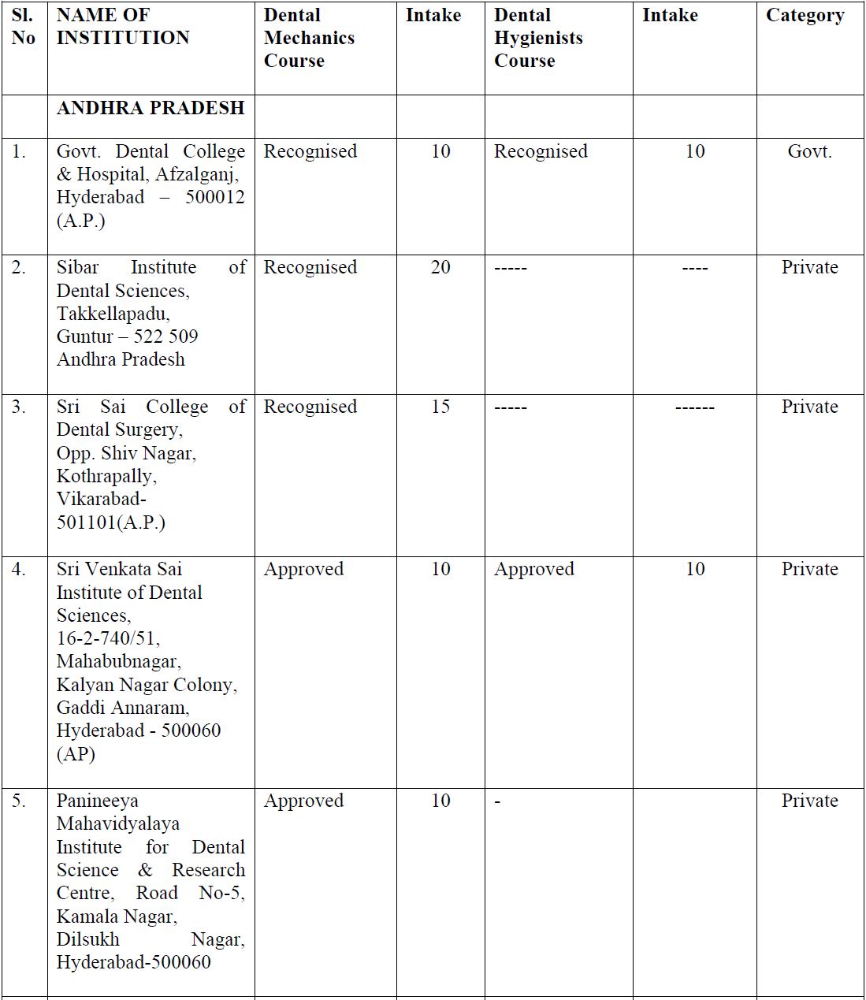 Sl. NAME OF Dental Intake Dental Intake Category
No INSTITUTION Mechanics Hygienists
Course Course
ANDHRA PRADESH
1. Govt. Dental College Recognised 10 Recognised 10 Govt.
& Hospital, Afzalganj,
Hyderabad – 500012
(A.P.)
2. Sibar Institute of Recognised 20 ----- ---- Private
Dental Sciences,
Takkellapadu,
Guntur – 522 509
Andhra Pradesh
3. Sri Sai College of Recognised 15 ----- ------ Private
Dental Surgery,
Opp. Shiv Nagar,
Kothrapally,
Vikarabad-
501101(A.P.)
4. Sri Venkata Sai Approved 10 Approved 10 Private
Institute of Dental
Sciences,
16-2-740/51,
Mahabubnagar,
Kalyan Nagar Colony,
Gaddi Annaram,
Hyderabad - 500060
(AP)
5. Panineeya Approved 10 - Private
Mahavidyalaya
Institute for Dental
Science & Research
Centre, Road No-5,
Kamala Nagar,
Dilsukh Nagar,
Hyderabad-500060